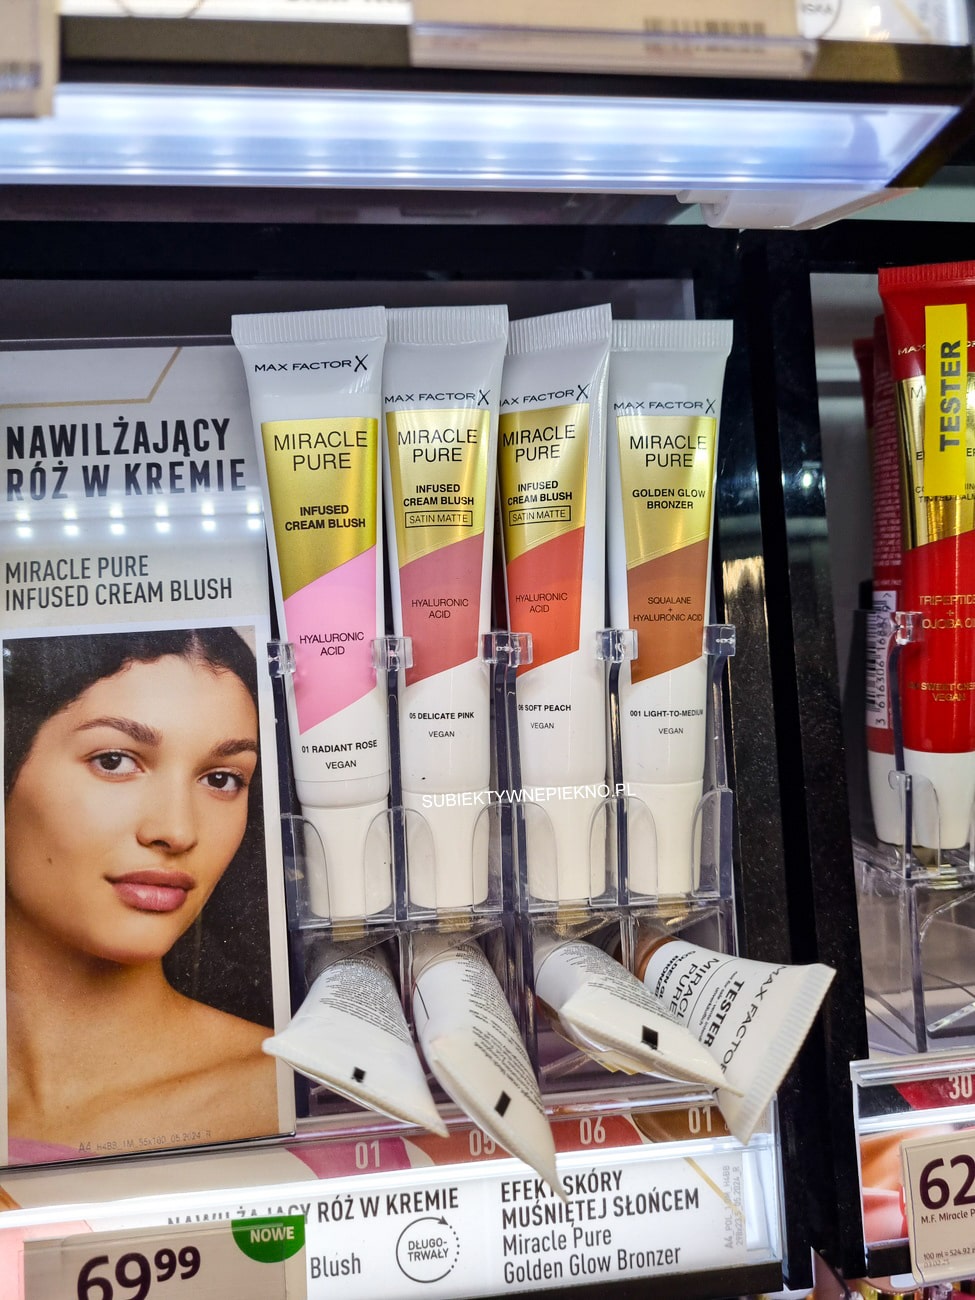 NAWILŻAJĄCY
RÓŻ W KREMIE
MIRACLE PURE
INFUSED CREAM BLUSH
MAX FACTOR X
MIRACLE
PURE
INFUSED
CREAM BLUSH
HYALURONIC
ACID
01 RADIANT ROSE
VEGAN
MAX FACTOR X
MIRACLE
PURE
INFUSED
CREAM BLUSH
SATIN MATTE
HYALURONIC
ACID
05 DELICATE PINK
VEGAN
MAX FACTOR X
MIRACLE
PURE
INFUSED
CREAM BLUSH
SATIN MATTE
HYALURONIC
ACID
06 SOFT PEACH
VEGAN
MAX FACTOR X
MIRACLE
PURE
GOLDEN GLOW
BRONZER
SQUALANE
+
HYALURONIC ACID
001 LIGHT-TO-MEDIUM
VEGAN
TESTER
SUBIEKTYWNEPIEKNO.PL
MAX FACTOR
TESTER
MIRACLE
PURE
01
05
06
01
30
NAWILŻAJĄCY RÓŻ W KREMIE
Blush
DŁUGO-
TRWAŁY
EFEKT SKÓRY
MUŚNIĘTEJ SŁOŃCEM
Miracle Pure
Golden Glow Bronzer
NOWE
6999
62
M.F. Miracle P